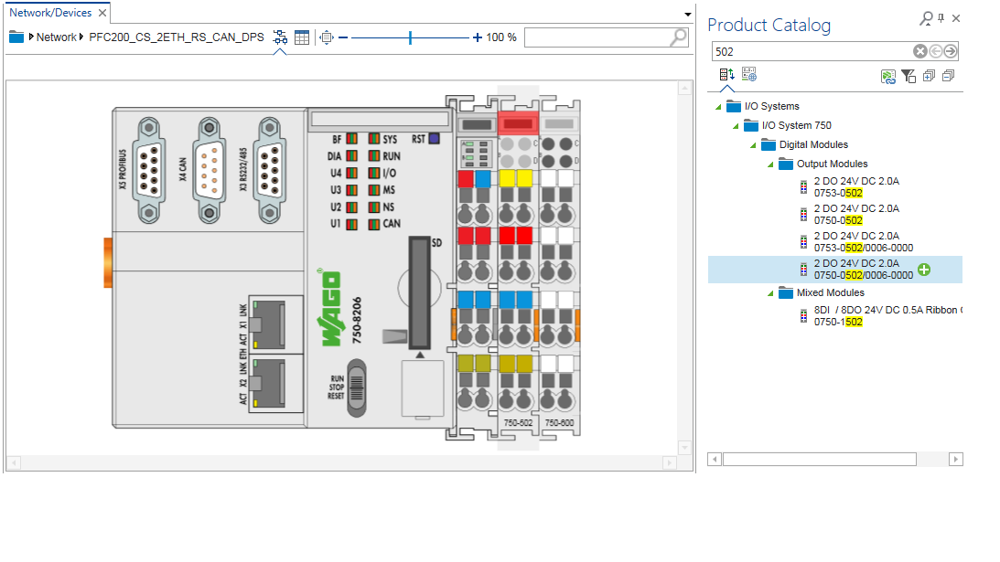 Network/Devices
Network PFC200_CS_2ETH_RS_CAN_DPS
100 %
X5 PROFIBUS
X4 CAN
X3 RS232/485
BF SYS RST
DIA RUN
U4 I/O
U3 MS
U2 NS
U1 CAN
SD
WAGO
®
750-8206
ACT X1 LNK
ACT X2 LNK ETH
RUN
STOP
RESET
A C
B D
750-502
750-600
Product Catalog
502
I/O Systems
I/O System 750
Digital Modules
Output Modules
2 DO 24V DC 2.0A
0753-0502
2 DO 24V DC 2.0A
0750-0502
2 DO 24V DC 2.0A
0753-0502/0006-0000
2 DO 24V DC 2.0A
0750-0502/0006-0000
Mixed Modules
8DI / 8DO 24V DC 0.5A Ribbon
0750-1502